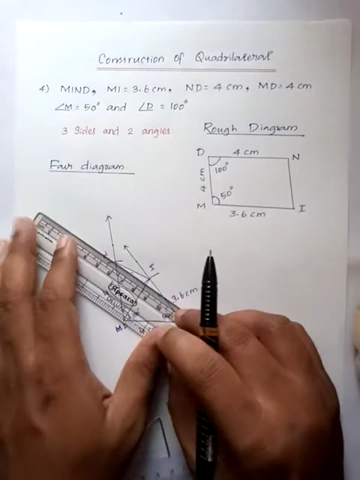 Construction of Quadrilateral
4) MIND, MI = 3.6 cm, ND = 4 cm, MD = 4 cm
∠M = 50° and ∠D = 100°
3 Sides and 2 angles
Rough Diagram
Fair diagram
D 4 cm N
100°
4 cm
50°
M 3.6 cm I
3.6 cm
M